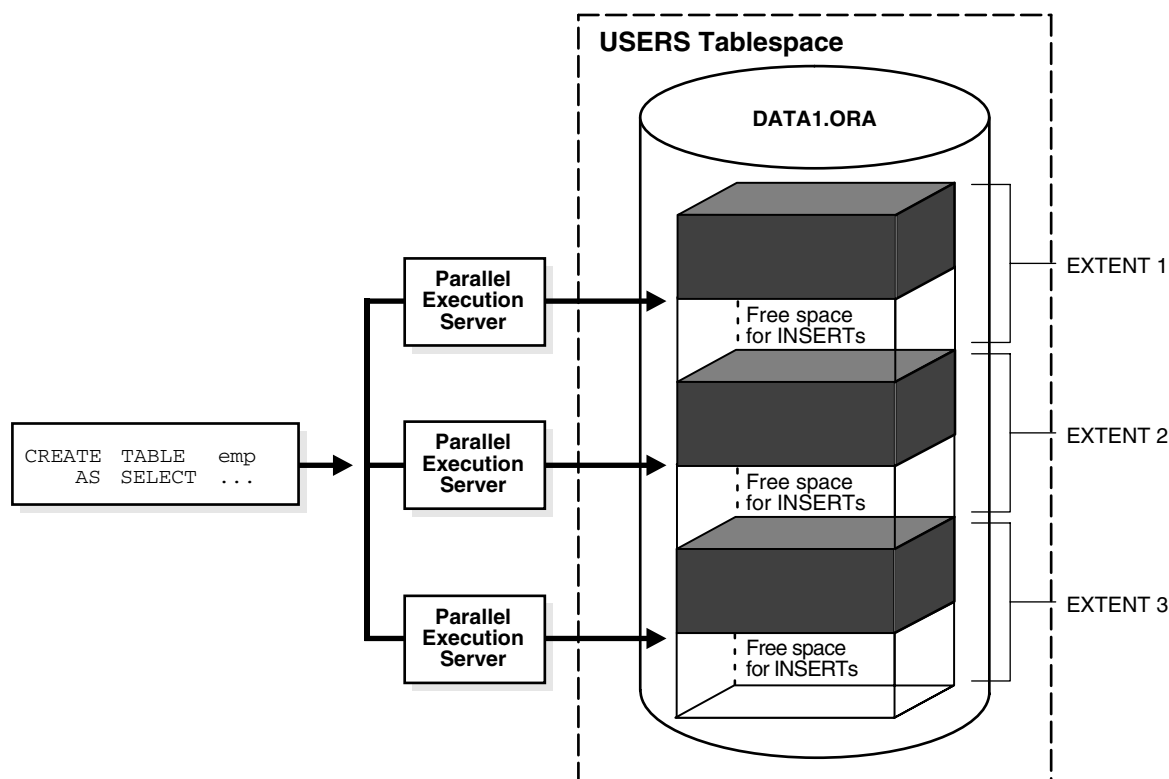 USERS Tablespace
DATA1.ORA
EXTENT 1
Parallel
Execution
Server
Free space
for INSERTs
EXTENT 2
CREATE TABLE emp
AS SELECT ...
Parallel
Execution
Server
Free space
for INSERTs
EXTENT 3
Parallel
Execution
Server
Free space
for INSERTs